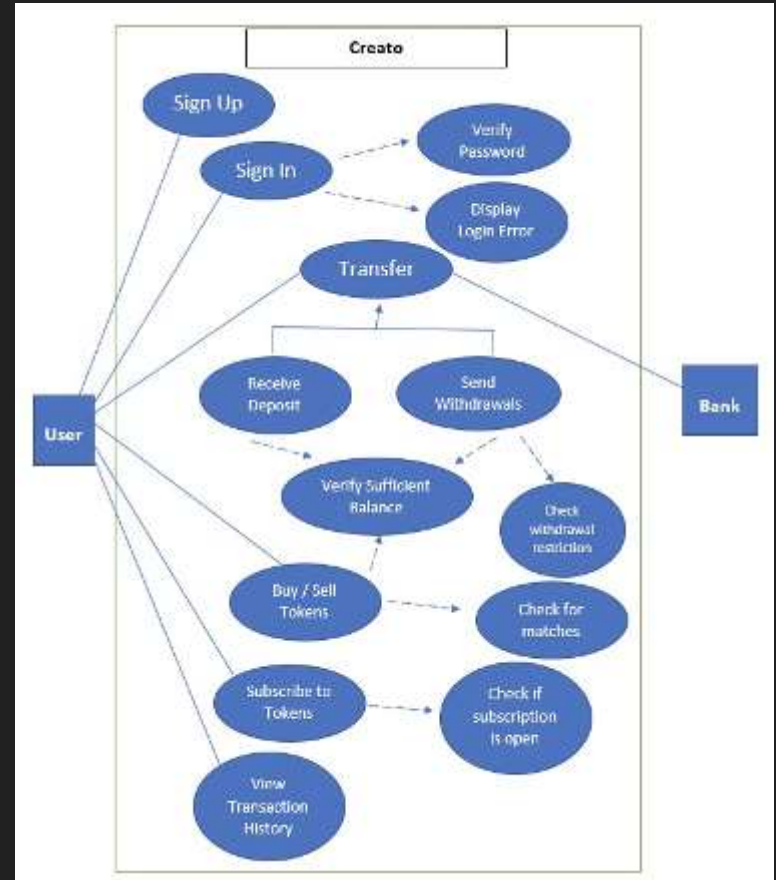 Creato
Sign Up
Sign In
Verify
Password
Display
Login Error
Transfer
Receive
Deposit
Send
Withdrawals
User
Bank
Verify Sufficient
Balance
Check
withdrawal
restriction
Buy / Sell
Tokens
Check for
matches
Subscribe to
Tokens
Check if
subscription
is open
View
Transaction
History